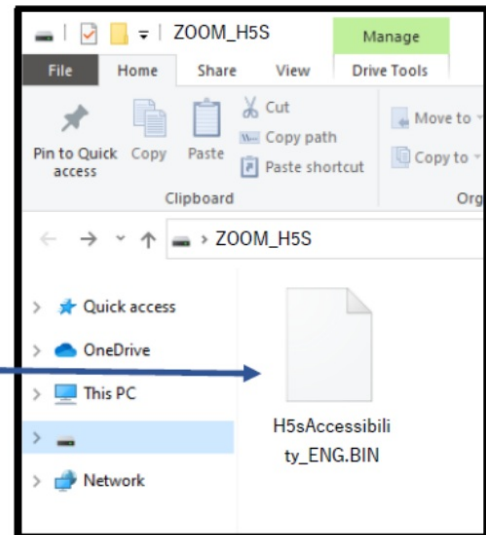 ZOOM_H5S
Manage
File Home Share View Drive Tools
Pin to Quick access
Copy
Paste
Cut
Copy path
Paste shortcut
Move to
Copy to
Clipboard
Org
ZOOM_H5S
Quick access
OneDrive
This PC
Network
H5sAccessibili
ty_ENG.BIN